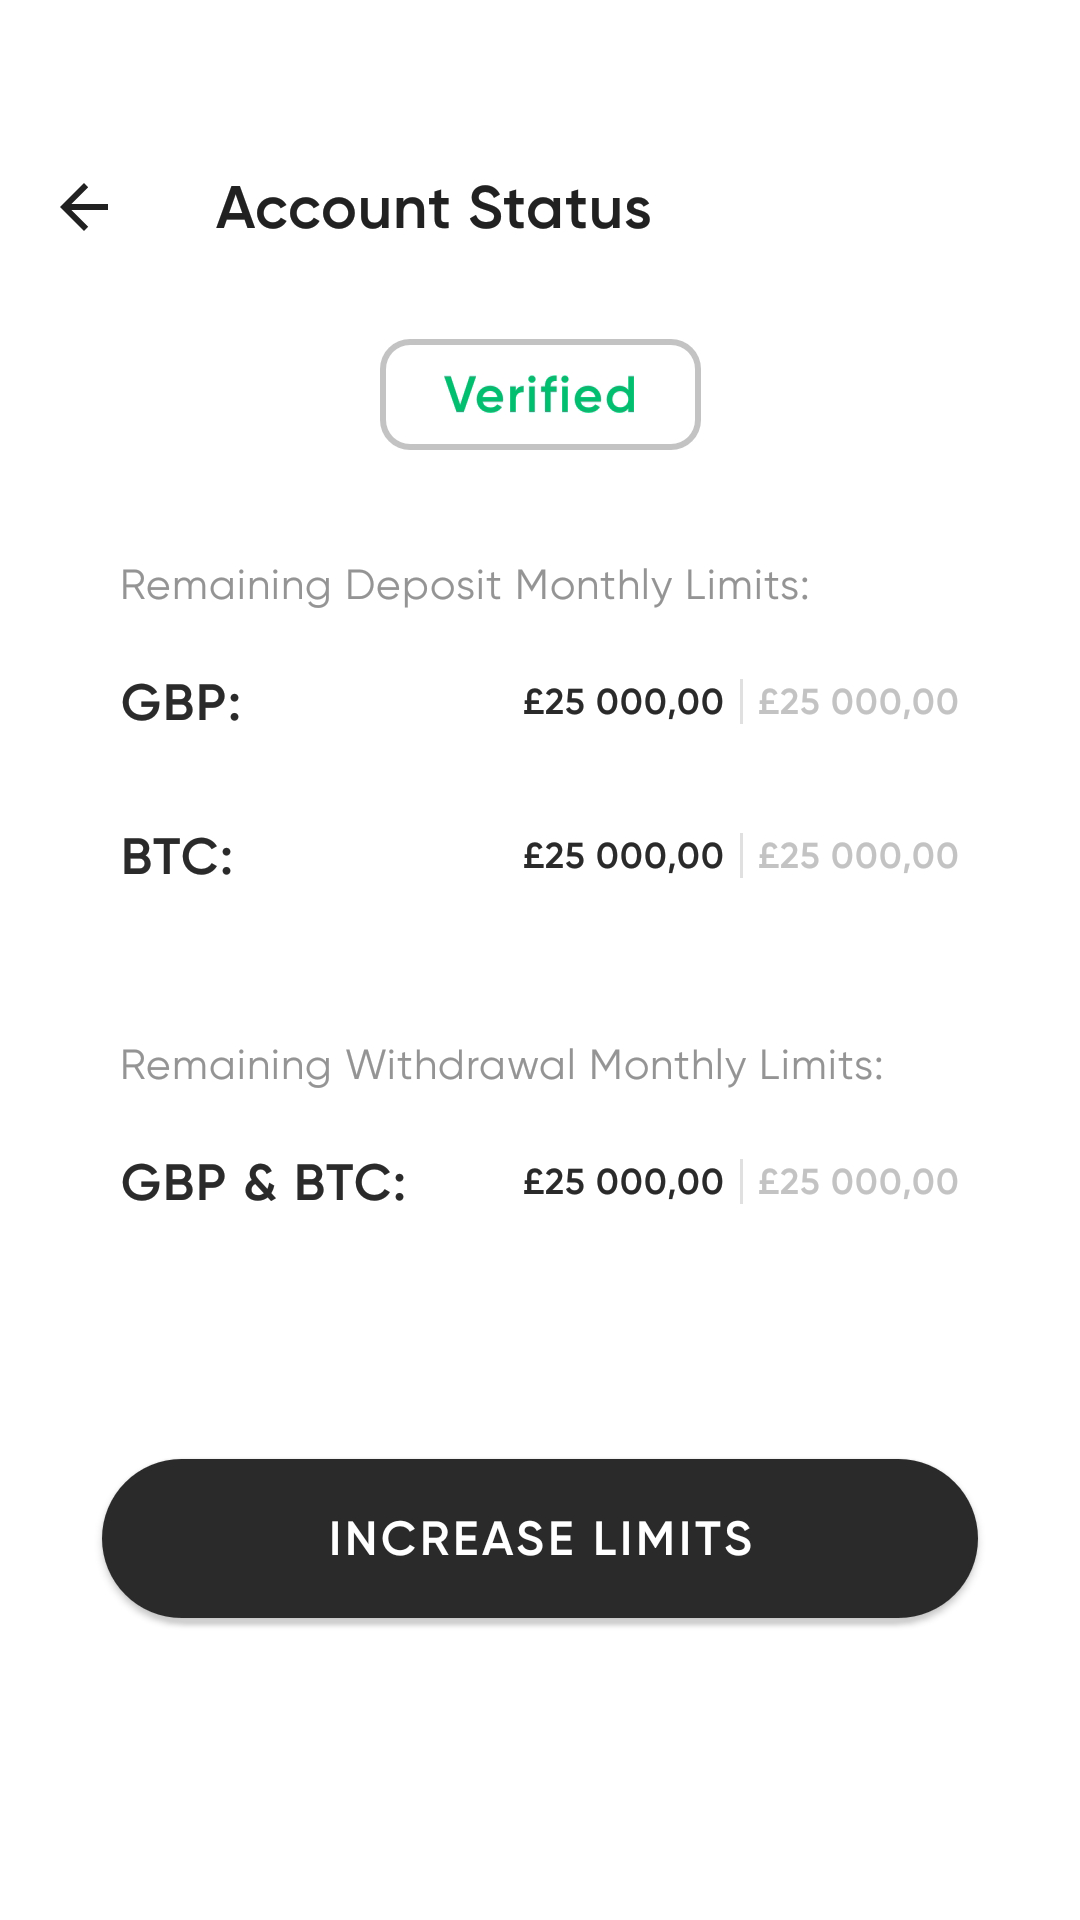 Account Status
Verified
Remaining Deposit Monthly Limits:
GBP: £25 000,00 £25 000,00
BTC: £25 000,00 £25 000,00
Remaining Withdrawal Monthly Limits:
GBP & BTC: £25 000,00 £25 000,00
INCREASE LIMITS